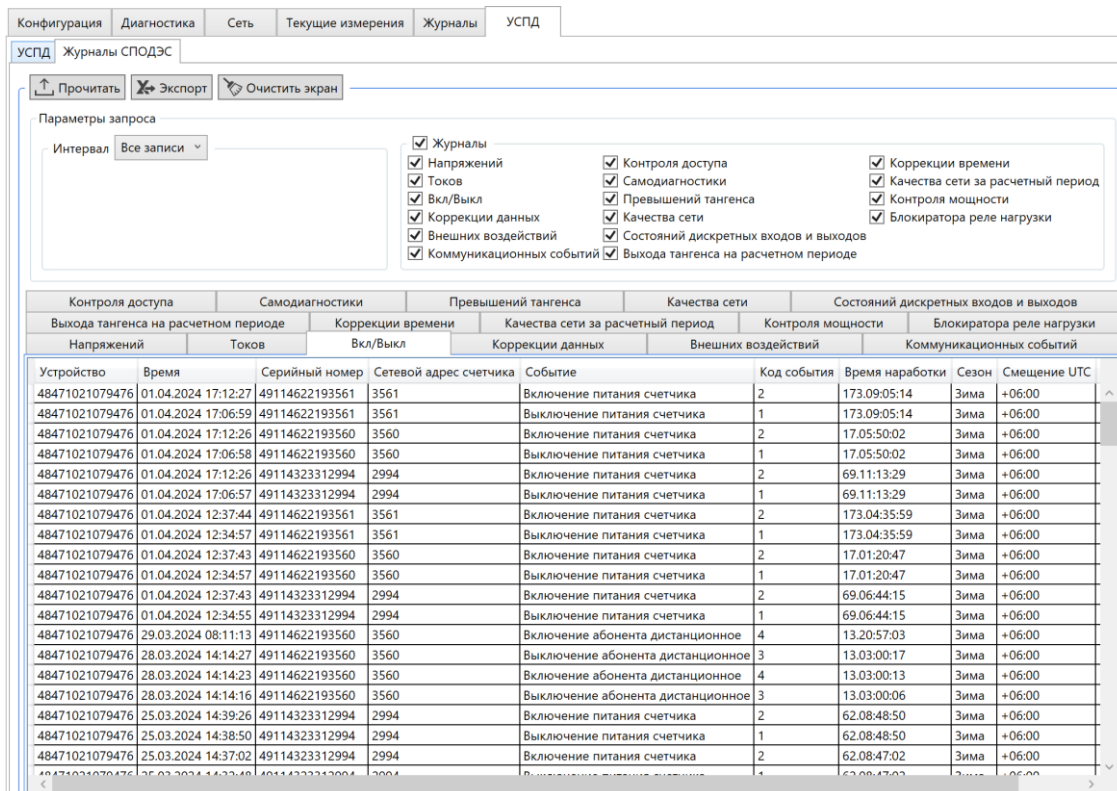 Конфигурация Диагностика Сеть Текущие измерения Журналы УСПД
УСПД Журналы СПОДЭС
Прочитать Экспорт Очистить экран
Параметры запроса
Интервал Все записи
Журналы
Напряжений Контроля доступа Коррекции времени
Токов Самодиагностики Качества сети за расчетный период
Вкл/Выкл Превышений тангенса Контроля мощности
Коррекции данных Качества сети Блокиратора реле нагрузки
Внешних воздействий Состояний дискретных входов и выходов
Коммуникационных событий Выхода тангенса на расчетном периоде
Контроля доступа Самодиагностики Превышений тангенса Качества сети Состояний дискретных входов и выходов
Выхода тангенса на расчетном периоде Коррекции времени Качества сети за расчетный период Контроля мощности Блокиратора реле нагрузки
Напряжений Токов Вкл/Выкл Коррекции данных Внешних воздействий Коммуникационных событий
Устройство Время Серийный номер Сетевой адрес счетчика Событие Код события Время наработки Сезон Смещение UTC
48471021079476 01.04.2024 17:12:27 49114622193561 3561 Включение питания счетчика 2 173.09:05:14 Зима +06:00
48471021079476 01.04.2024 17:06:59 49114622193561 3561 Выключение питания счетчика 1 173.09:05:14 Зима +06:00
48471021079476 01.04.2024 17:12:26 49114622193560 3560 Включение питания счетчика 2 17.05:50:02 Зима +06:00
48471021079476 01.04.2024 17:06:58 49114622193560 3560 Выключение питания счетчика 1 17.05:50:02 Зима +06:00
48471021079476 01.04.2024 17:12:26 49114323312994 2994 Включение питания счетчика 2 69.11:13:29 Зима +06:00
48471021079476 01.04.2024 17:06:57 49114323312994 2994 Выключение питания счетчика 1 69.11:13:29 Зима +06:00
48471021079476 01.04.2024 12:37:44 49114622193561 3561 Включение питания счетчика 2 173.04:35:59 Зима +06:00
48471021079476 01.04.2024 12:34:57 49114622193561 3561 Выключение питания счетчика 1 173.04:35:59 Зима +06:00
48471021079476 01.04.2024 12:37:43 49114622193560 3560 Включение питания счетчика 2 17.01:20:47 Зима +06:00
48471021079476 01.04.2024 12:34:57 49114622193560 3560 Выключение питания счетчика 1 17.01:20:47 Зима +06:00
48471021079476 01.04.2024 12:37:43 49114323312994 2994 Включение питания счетчика 2 69.06:44:15 Зима +06:00
48471021079476 01.04.2024 12:34:55 49114323312994 2994 Выключение питания счетчика 1 69.06:44:15 Зима +06:00
48471021079476 29.03.2024 08:11:13 49114622193560 3560 Включение абонента дистанционное 4 13.20:57:03 Зима +06:00
48471021079476 28.03.2024 14:14:27 49114622193560 3560 Выключение абонента дистанционное 3 13.03:00:17 Зима +06:00
48471021079476 28.03.2024 14:14:23 49114622193560 3560 Включение абонента дистанционное 4 13.03:00:13 Зима +06:00
48471021079476 28.03.2024 14:14:16 49114622193560 3560 Выключение абонента дистанционное 3 13.03:00:06 Зима +06:00
48471021079476 25.03.2024 14:39:26 49114323312994 2994 Включение питания счетчика 2 62.08:48:50 Зима +06:00
48471021079476 25.03.2024 14:38:50 49114323312994 2994 Выключение питания счетчика 1 62.08:48:50 Зима +06:00
48471021079476 25.03.2024 14:37:02 49114323312994 2994 Включение питания счетчика 2 62.08:47:02 Зима +06:00